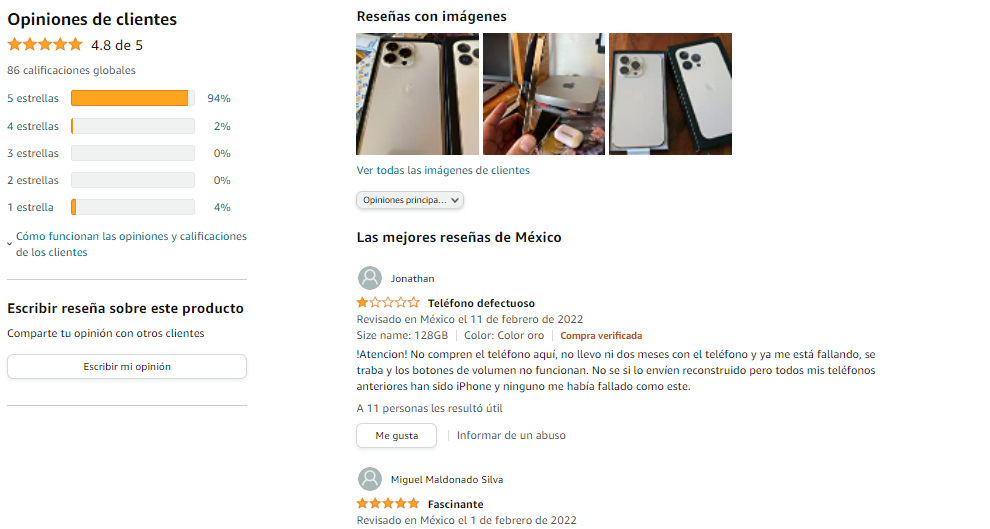 Opiniones de clientes
4.8 de 5
86 calificaciones globales
5 estrellas 94%
4 estrellas 2%
3 estrellas 0%
2 estrellas 0%
1 estrella 4%
Cómo funcionan las opiniones y calificaciones
de los clientes
Escribir reseña sobre este producto
Comparte tu opinión con otros clientes
Escribir mi opinión
Reseñas con imágenes
Ver todas las imágenes de clientes
Opiniones principa...
Las mejores reseñas de México
Jonathan
Teléfono defectuoso
Revisado en México el 11 de febrero de 2022
Size name: 128GB | Color: Color oro | Compra verificada
!Atencion! No compren el teléfono aquí, no llevo ni dos meses con el teléfono y ya me está fallando, se
traba y los botones de volumen no funcionan. No se si lo envíen reconstruido pero todos mis teléfonos
anteriores han sido iPhone y ninguno me había fallado como este.
A 11 personas les resultó útil
Me gusta | Informar de un abuso
Miguel Maldonado Silva
Fascinante
Revisado en México el 1 de febrero de 2022